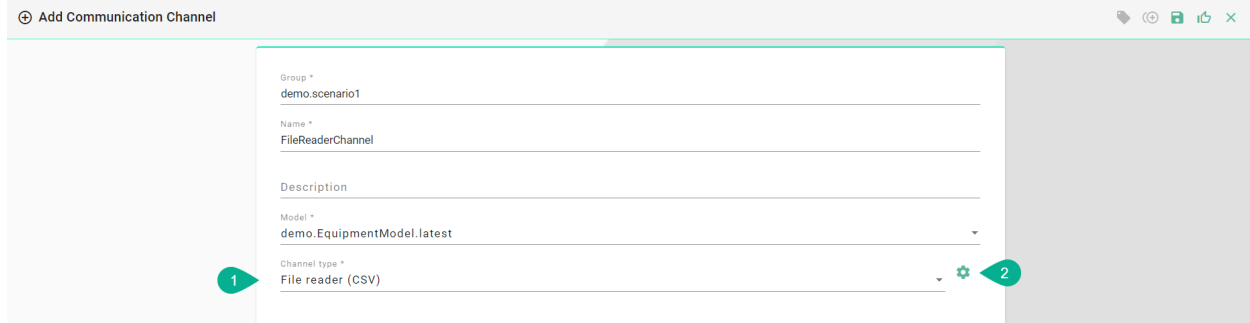 Add Communication Channel
Group *
demo.scenario1
Name *
FileReaderChannel
Description
Model *
demo.EquipmentModel.latest
Channel type *
1
File reader (CSV)
2